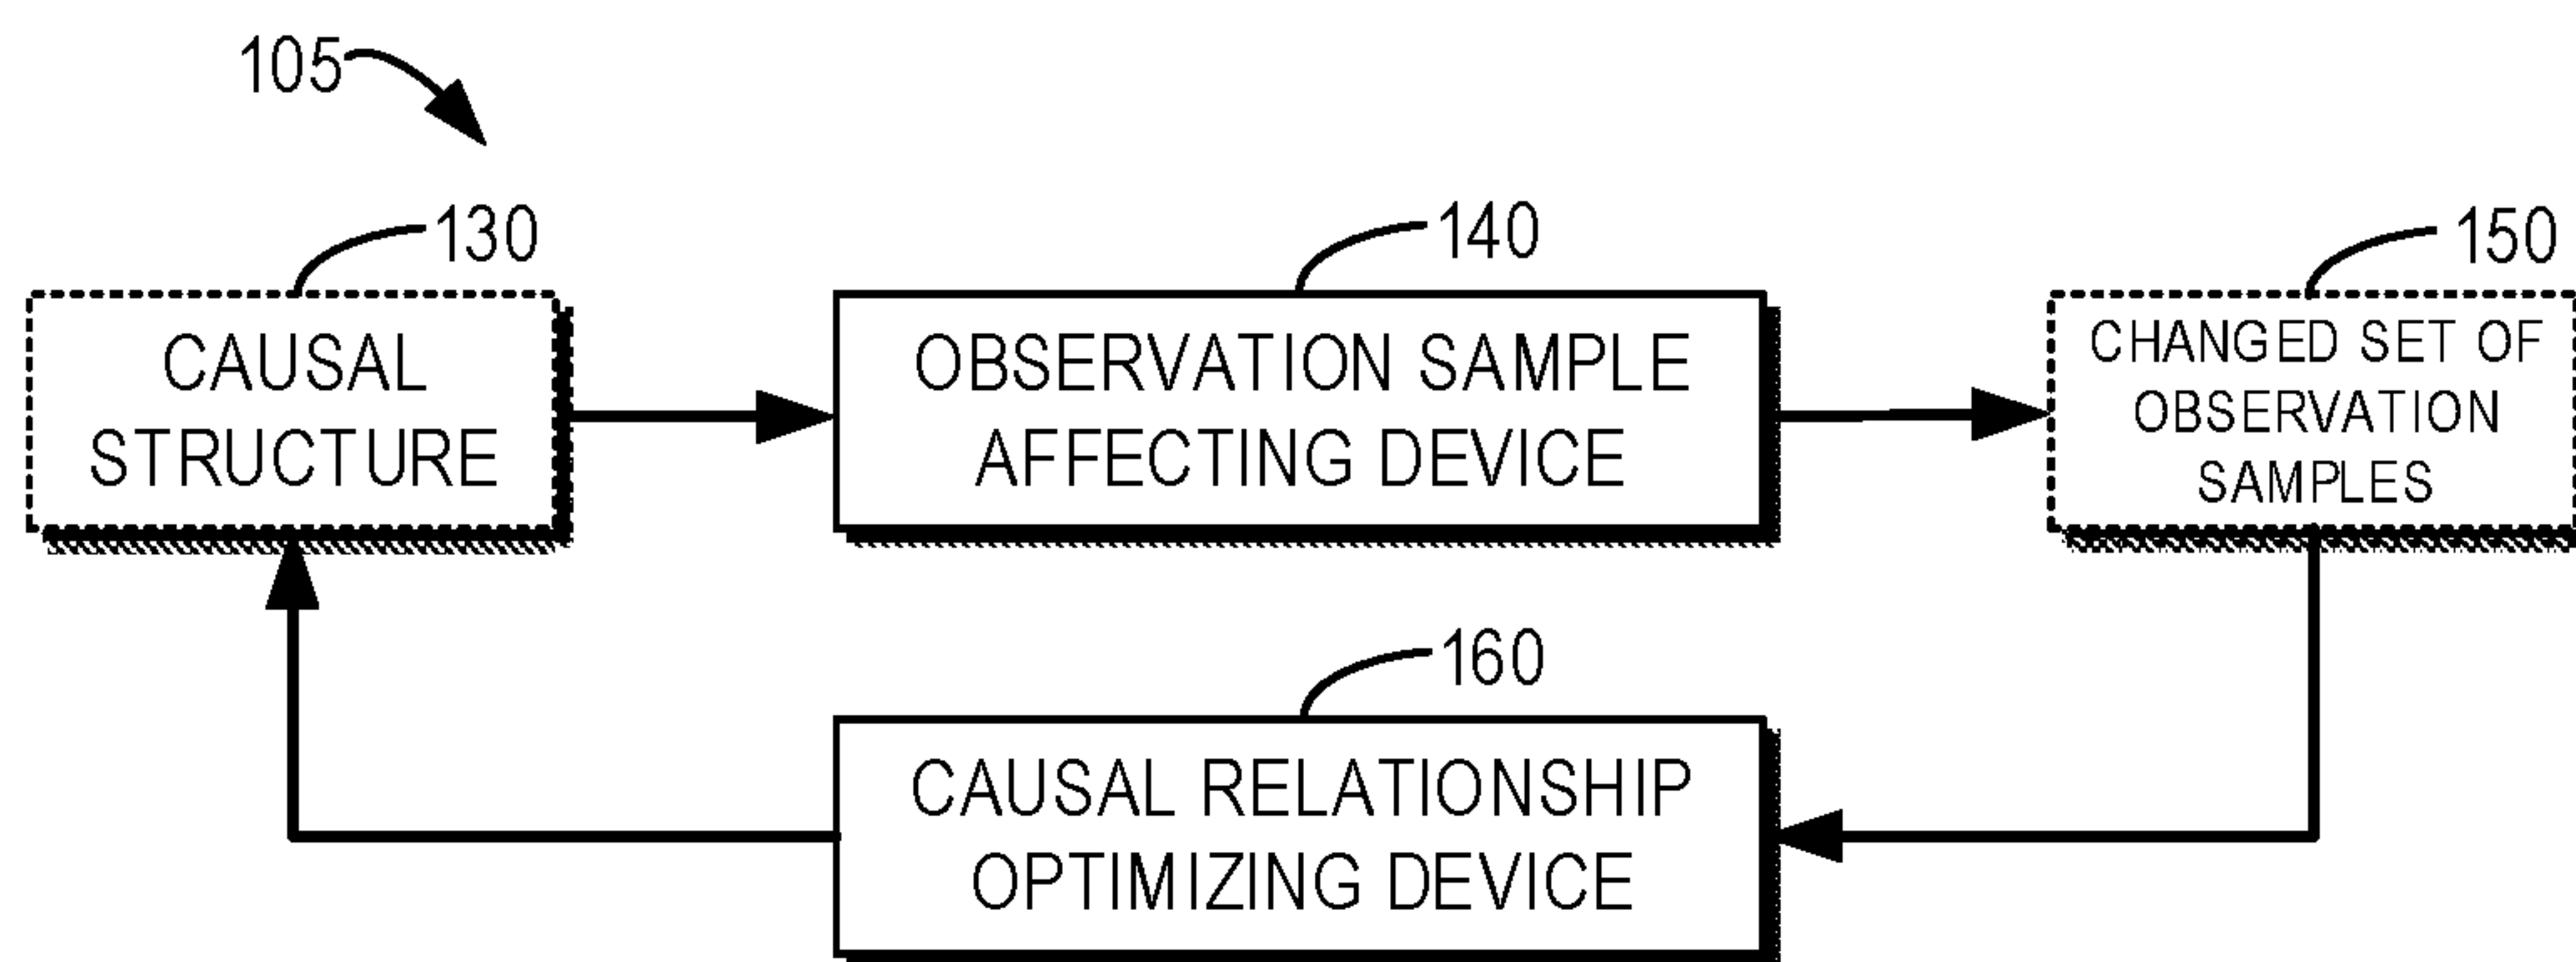 105
130
140
150
CAUSAL
STRUCTURE
OBSERVATION SAMPLE
AFFECTING DEVICE
CHANGED SET OF
OBSERVATION
SAMPLES
160
CAUSAL RELATIONSHIP
OPTIMIZING DEVICE